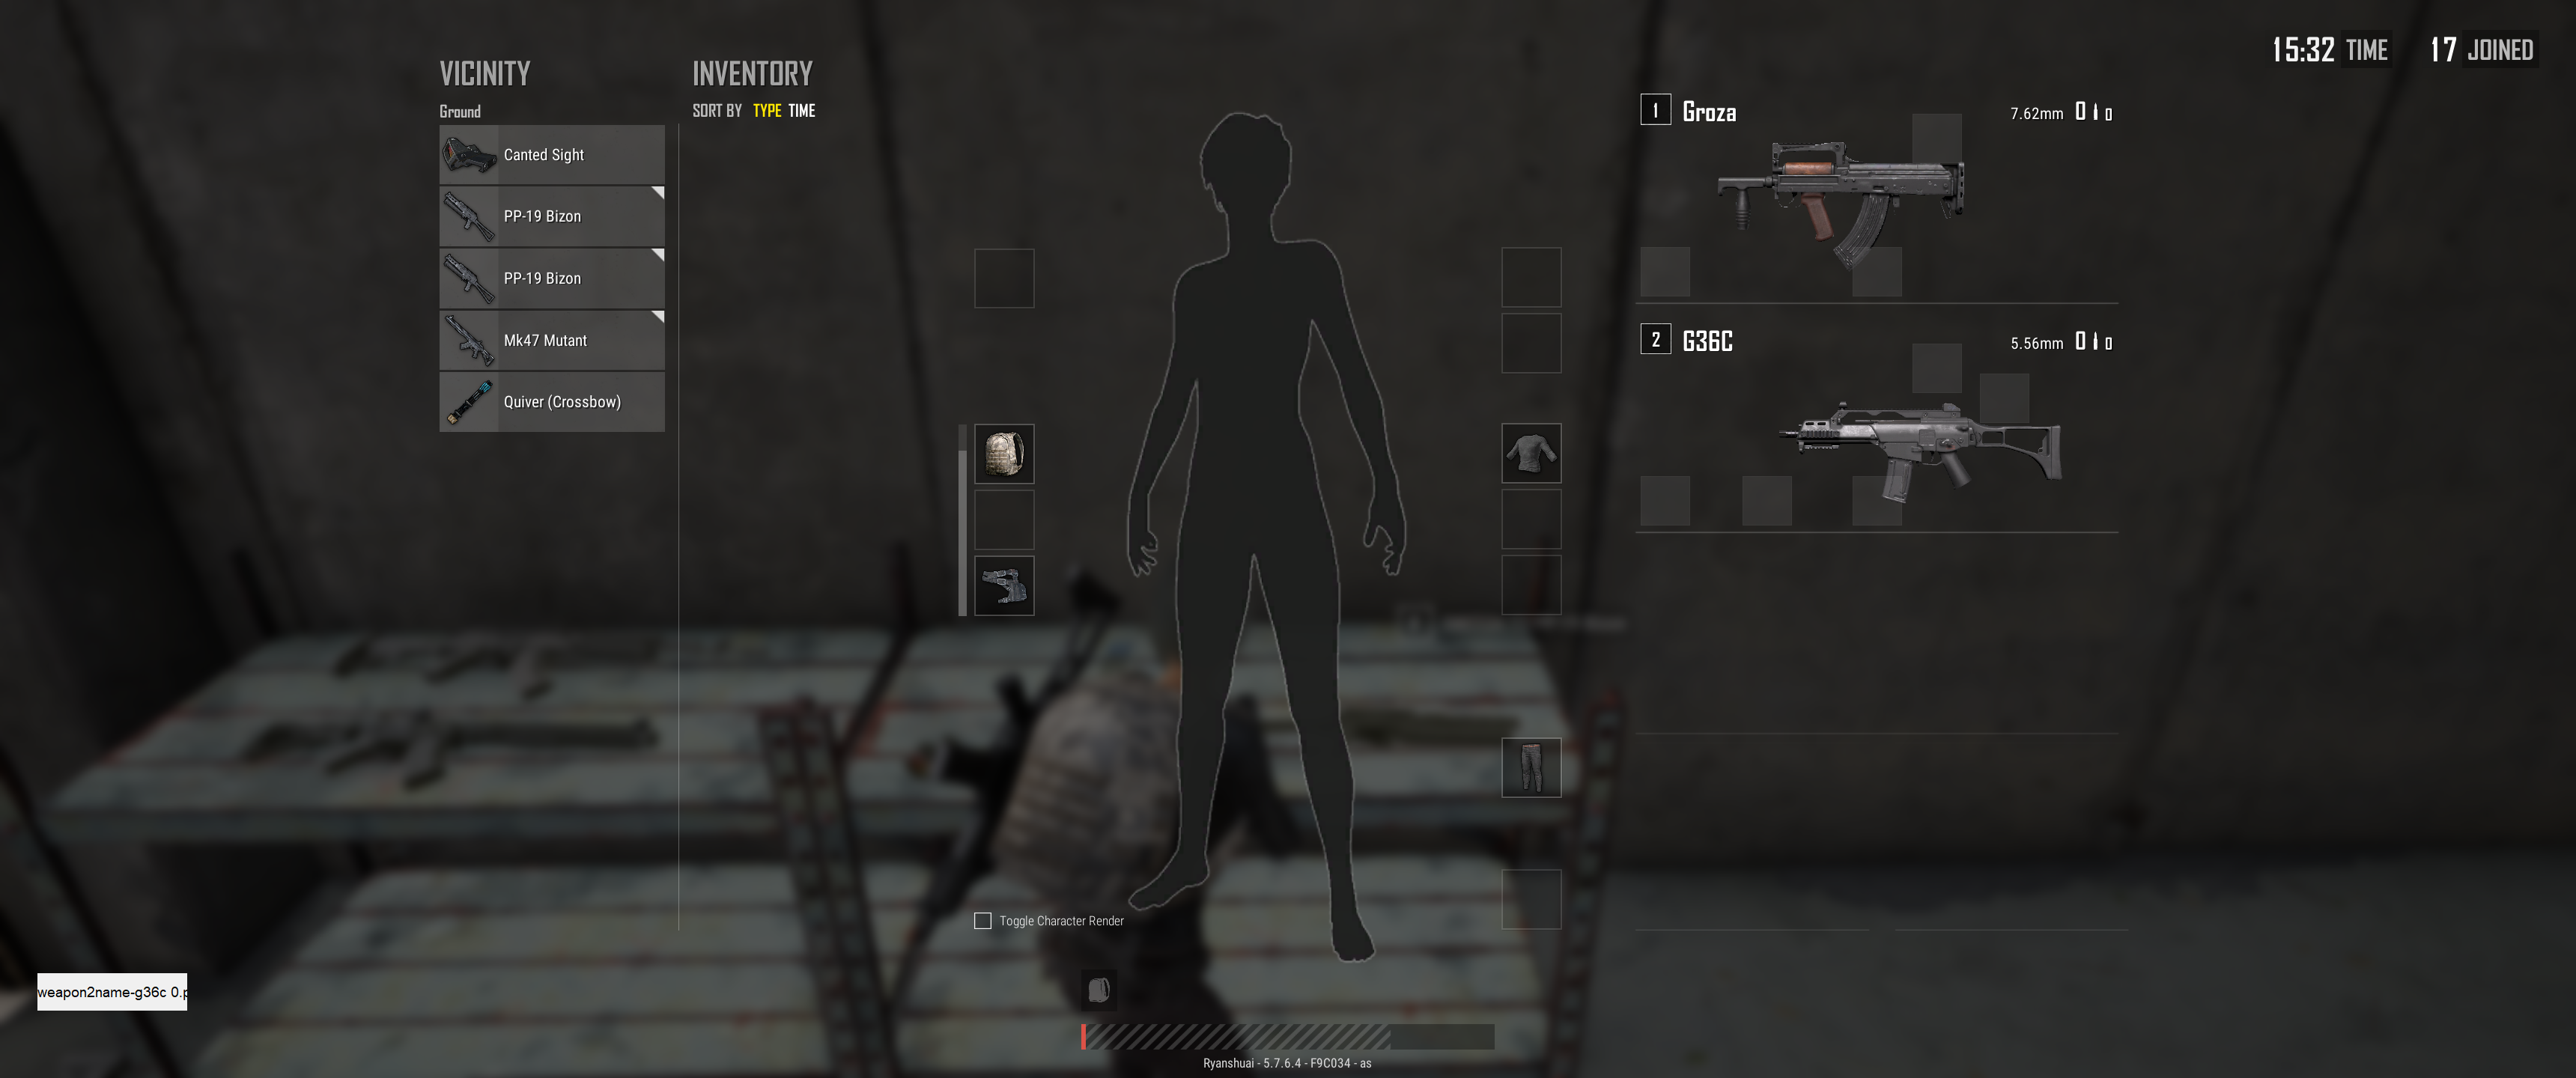 15:32 TIME 17 JOINED
VICINITY
Ground
Canted Sight
PP-19 Bizon
PP-19 Bizon
Mk47 Mutant
Quiver (Crossbow)
INVENTORY
SORT BY TYPE TIME
Toggle Character Render
1 Groza 7.62mm 0 0
2 G36C 5.56mm 0 0
weapon2name-g36c 0.p
Ryanshuai - 5.7.6.4 - F9C034 - as